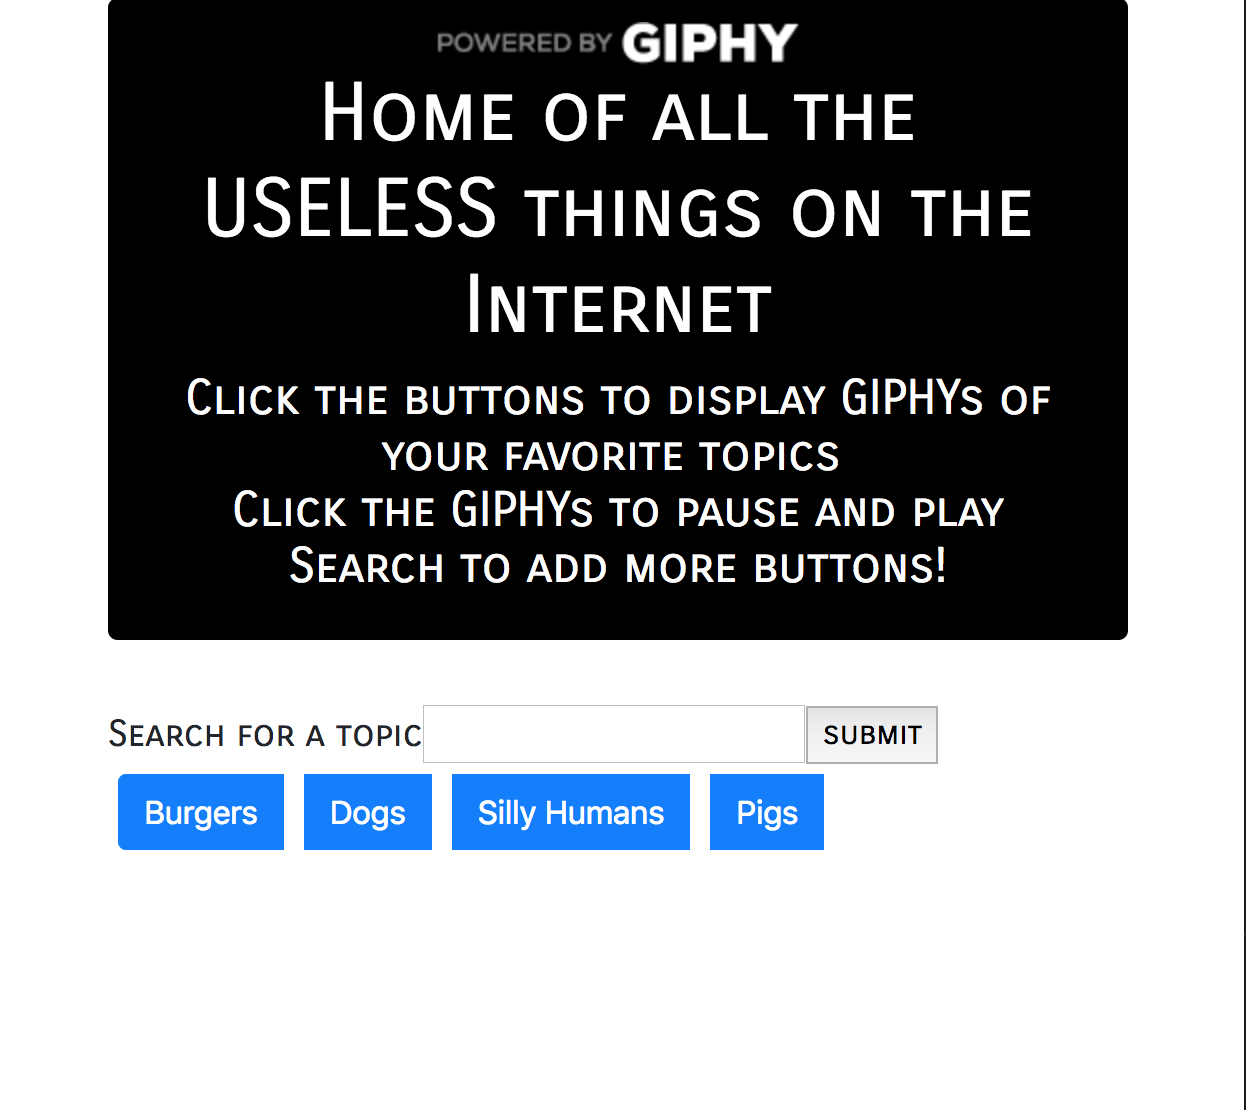 POWERED BY GIPHY
Home of all the
USELESS things on the
Internet
Click the buttons to display GIPHYs of
your favorite topics
Click the GIPHYs to pause and play
Search to add more buttons!
Search for a topic submit
Burgers Dogs Silly Humans Pigs